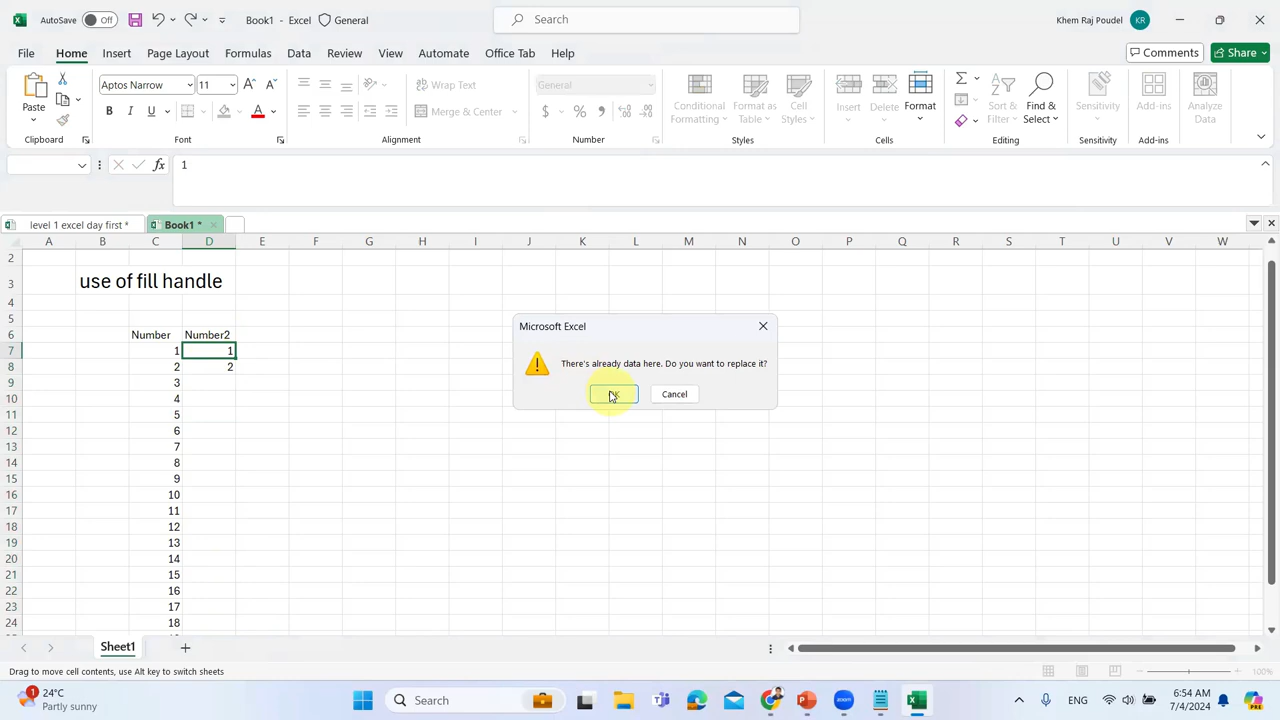 AutoSave Off Book1 - Excel General Search Khem Raj Poudel KR
File Home Insert Page Layout Formulas Data Review View Automate Office Tab Help Comments Share
Paste Aptos Narrow 11 Wrap Text General Conditional Formatting Format as Table Cell Styles Insert Delete Format Sort & Filter Find & Select Sensitivity Add-ins Analyze Data
B I U A Merge & Center $ %
Clipboard Font Alignment Number Styles Cells Editing Sensitivity Add-ins
fx 1
level 1 excel day first * Book1 *
A B C D E F G H I J K L M N O P Q R S T U V W
2
3 use of fill handle
4
5
6 Number Number2
7 1 1
8 2 2
9 3
10 4
11 5
12 6
13 7
14 8
15 9
16 10
17 11
18 12
19 13
20 14
21 15
22 16
23 17
24 18
Microsoft Excel
There's already data here. Do you want to replace it?
Cancel
Sheet1
Drag to move cell contents, use Alt key to switch sheets 100%
1 24°C Partly sunny Search zoom ENG 6:54 AM 7/4/2024 PRE